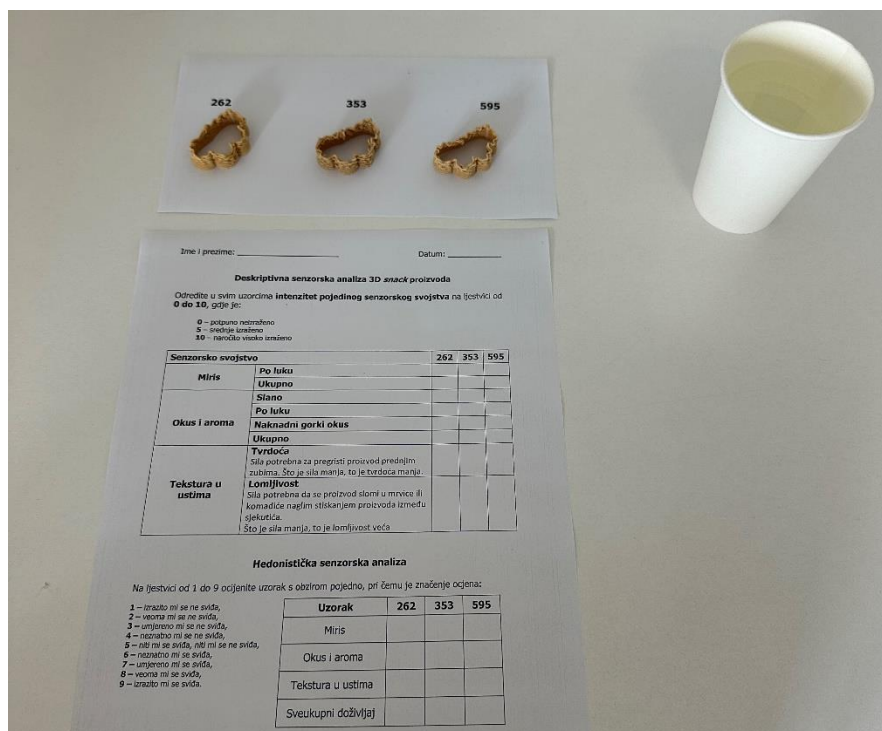 262 353 595
Ime i prezime: Datum:
Deskriptivna senzorska analiza 3D snack proizvoda
Odredite u svim uzorcima intenzitet pojedinog senzorskog svojstva na ljestvici od
0 do 10, gdje je:
0 – potpuno neizraženo
5 – srednje izraženo
10 – naročito visoko izraženo
Senzorsko svojstvo 262 353 595
Miris
Po luku
Ukupno
Okus i aroma
Slano
Po luku
Naknadni gorki okus
Ukupno
Tekstura u
ustima
Tvrdoća
Sila potrebna za pregristi proizvod prednjim
zubima. Što je sila manja, to je tvrdoća manja.
Lomljivost
Sila potrebna da se proizvod slomi u mrvice ili
komadiće naglim stiskanjem proizvoda između
sjekutića.
Što je sila manja, to je lomljivost veća
Hedonistička senzorska analiza
Na ljestvici od 1 do 9 ocijenite uzorak s obzirom pojedno, pri čemu je značenje ocjena:
1 – izrazito mi se ne sviđa,
2 – veoma mi se ne sviđa,
3 – umjereno mi se ne sviđa,
4 – neznatno mi se ne sviđa,
5 – niti mi se sviđa, niti mi se ne sviđa,
6 – neznatno mi se sviđa,
7 – umjereno mi se sviđa,
8 – veoma mi se sviđa,
9 – izrazito mi se sviđa.
Uzorak 262 353 595
Miris
Okus i aroma
Tekstura u ustima
Sveukupni doživljaj